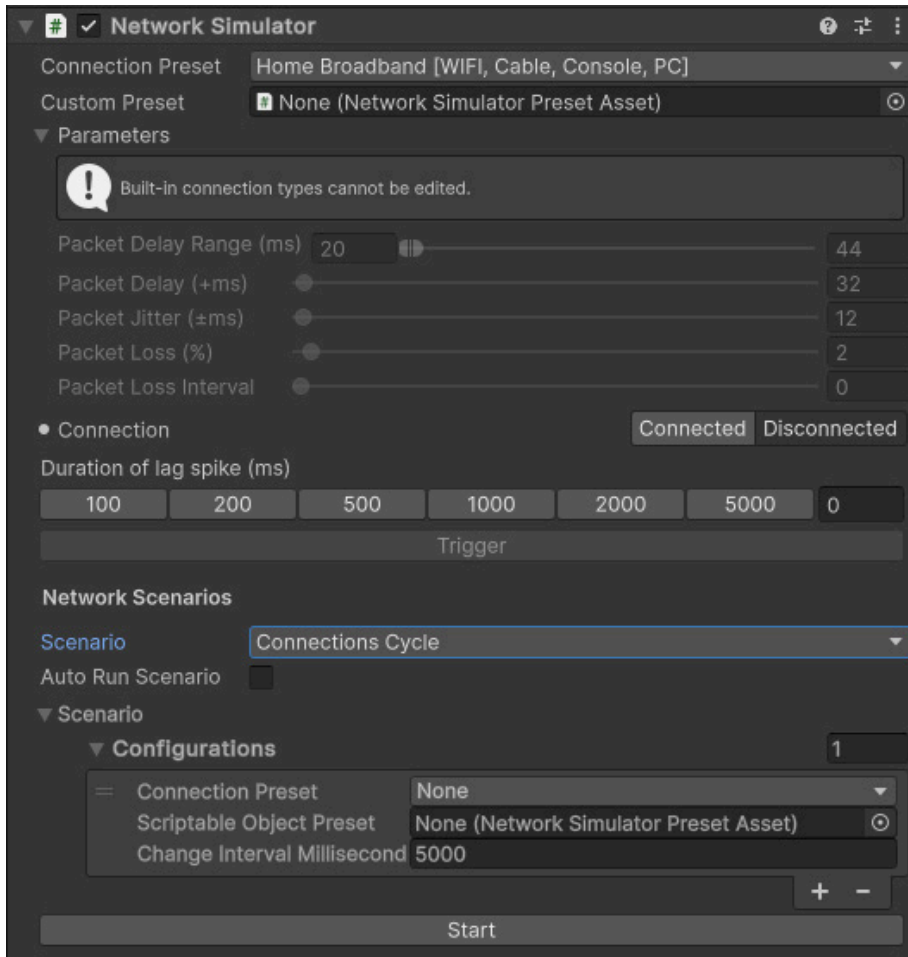 Network Simulator
Connection Preset Home Broadband [WIFI, Cable, Console, PC]
Custom Preset None (Network Simulator Preset Asset)
Parameters
Built-in connection types cannot be edited.
Packet Delay Range (ms) 20 44
Packet Delay (+ms) 32
Packet Jitter (±ms) 12
Packet Loss (%) 2
Packet Loss Interval 0
Connection Connected Disconnected
Duration of lag spike (ms)
100 200 500 1000 2000 5000 0
Trigger
Network Scenarios
Scenario Connections Cycle
Auto Run Scenario
Scenario
Configurations 1
Connection Preset None
Scriptable Object Preset None (Network Simulator Preset Asset)
Change Interval Millisecond 5000
+ -
Start